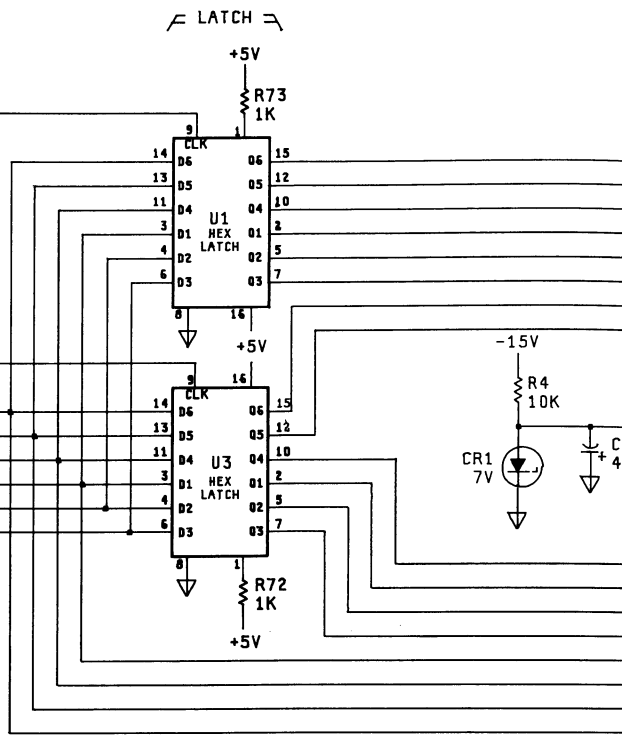 LATCH
+5V
R73
1K
9
1
CLK
14 D6 Q6 15
13 D5 Q5 12
11 D4 Q4 10
3 D1 Q1 2
4 D2 Q2 5
6 D3 Q3 7
U1
HEX
LATCH
8
16
+5V
-15V
R4
10K
9
16
CLK
14 D6 Q6 15
13 D5 Q5 12
11 D4 Q4 10
3 D1 Q1 2
4 D2 Q2 5
6 D3 Q3 7
U3
HEX
LATCH
CR1
7V
+
C
4
8
1
R72
1K
+5V